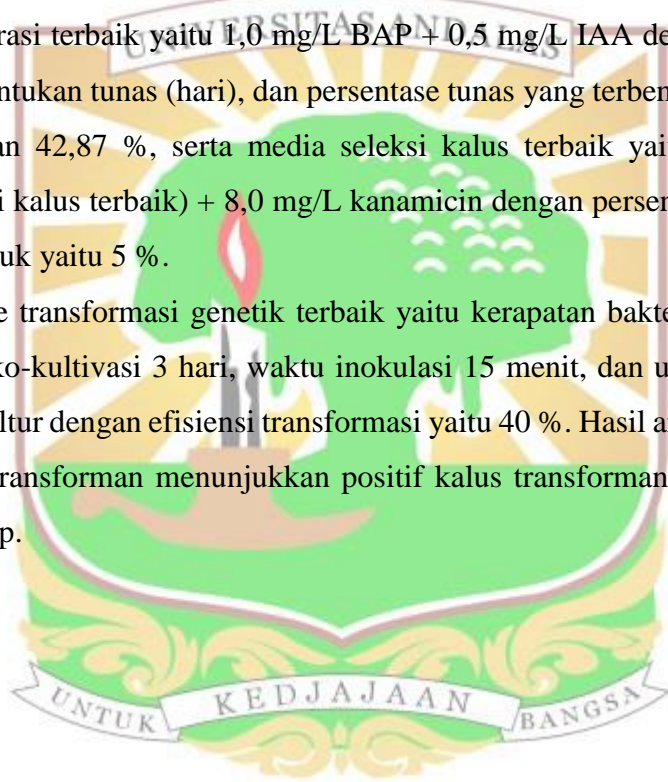 rasi terbaik yaitu 1,0 mg/L BAP + 0,5 mg/L IAA de
UNIVERSITAS ANDALAS
ntukan tunas (hari), dan persentase tunas yang terben
n 42,87 %, serta media seleksi kalus terbaik yai
i kalus terbaik) + 8,0 mg/L kanamicin dengan persen
uk yaitu 5 %.
e transformasi genetik terbaik yaitu kerapatan bakte
ko-kultivasi 3 hari, waktu inokulasi 15 menit, dan u
ltur dengan efisiensi transformasi yaitu 40 %. Hasil a
ransforman menunjukkan positif kalus transforman
p.
UNTUK KEDJAJAAN BANGSA